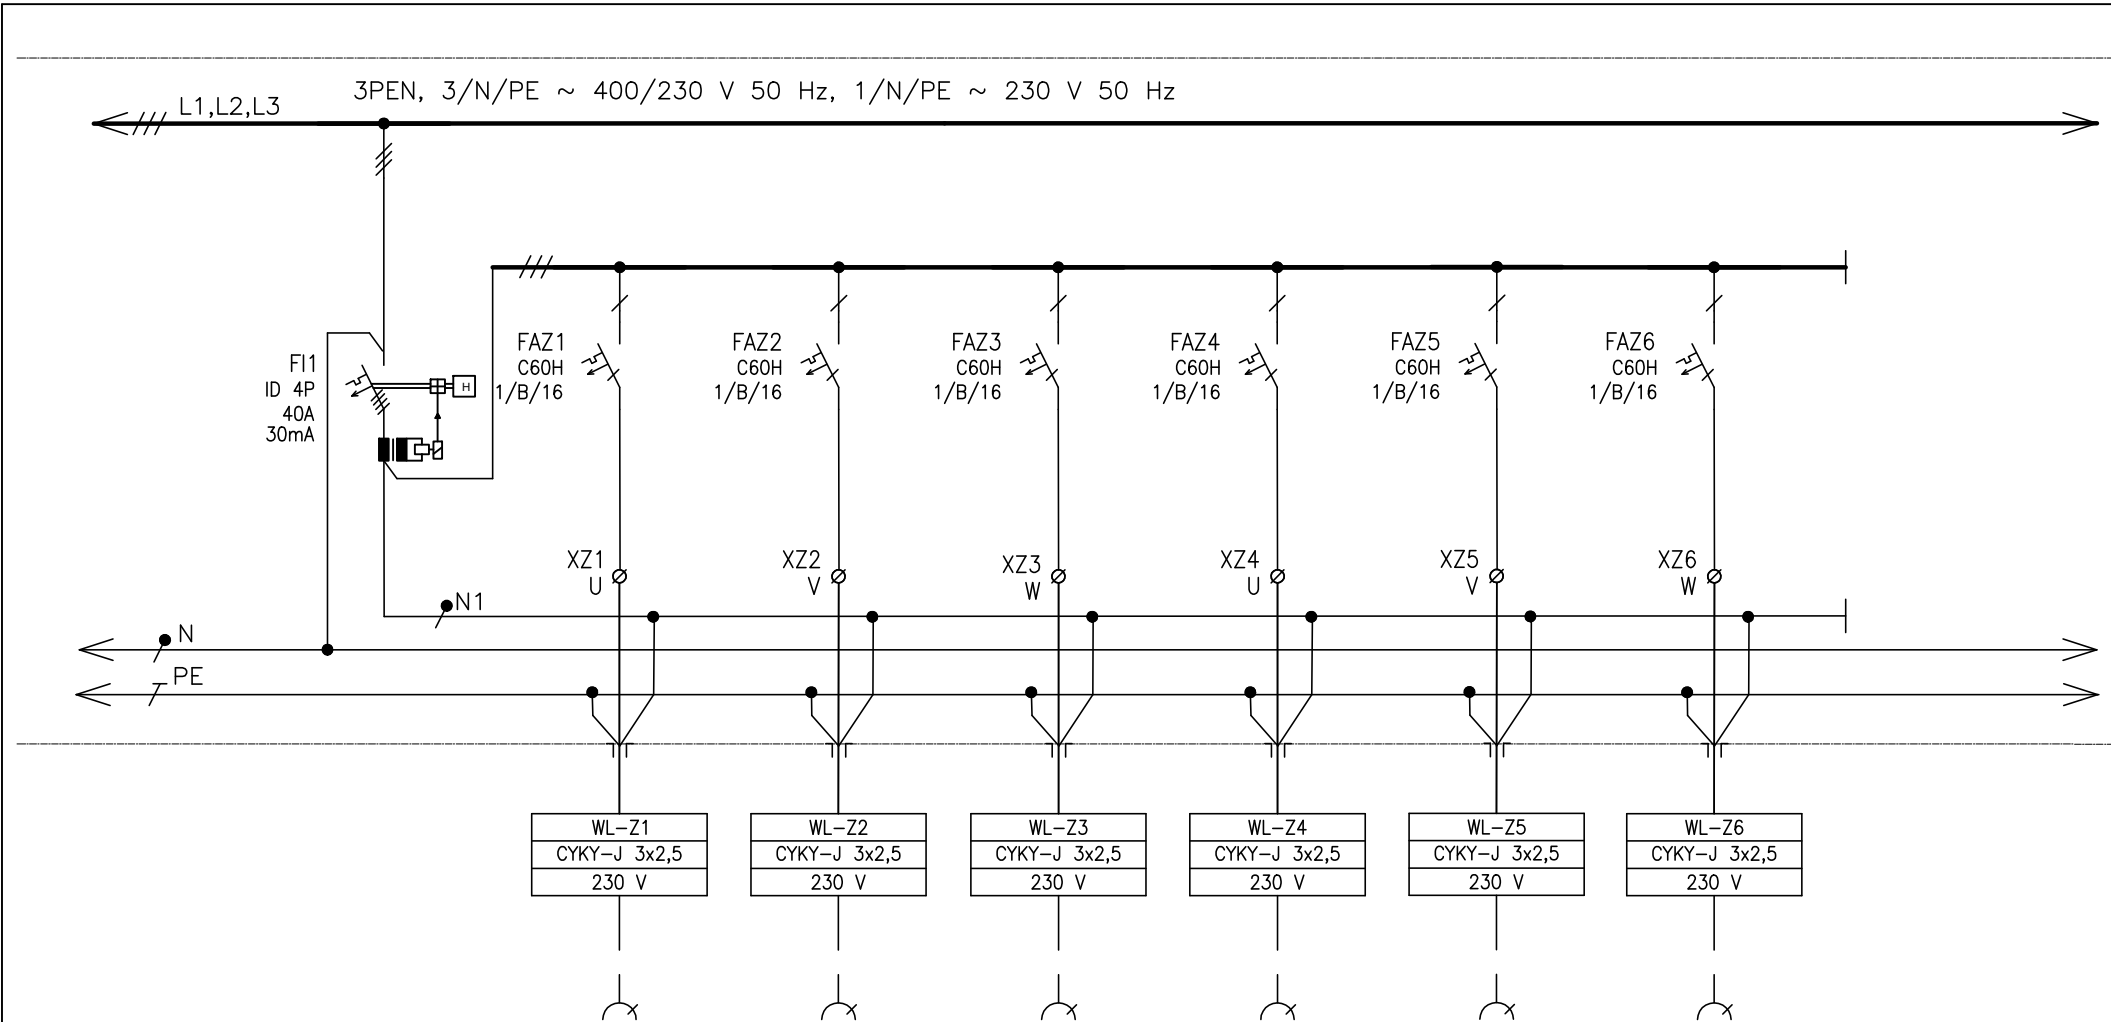 3PEN, 3/N/PE ~ 400/230 V 50 Hz, 1/N/PE ~ 230 V 50 Hz
L1,L2,L3
FI1
ID 4P
40A
30mA
H
FAZ1
C60H
1/B/16
FAZ2
C60H
1/B/16
FAZ3
C60H
1/B/16
FAZ4
C60H
1/B/16
FAZ5
C60H
1/B/16
FAZ6
C60H
1/B/16
XZ1
U
XZ2
V
XZ3
W
XZ4
U
XZ5
V
XZ6
W
N1
N
PE
WL-Z1
CYKY-J 3x2,5
230 V
WL-Z2
CYKY-J 3x2,5
230 V
WL-Z3
CYKY-J 3x2,5
230 V
WL-Z4
CYKY-J 3x2,5
230 V
WL-Z5
CYKY-J 3x2,5
230 V
WL-Z6
CYKY-J 3x2,5
230 V